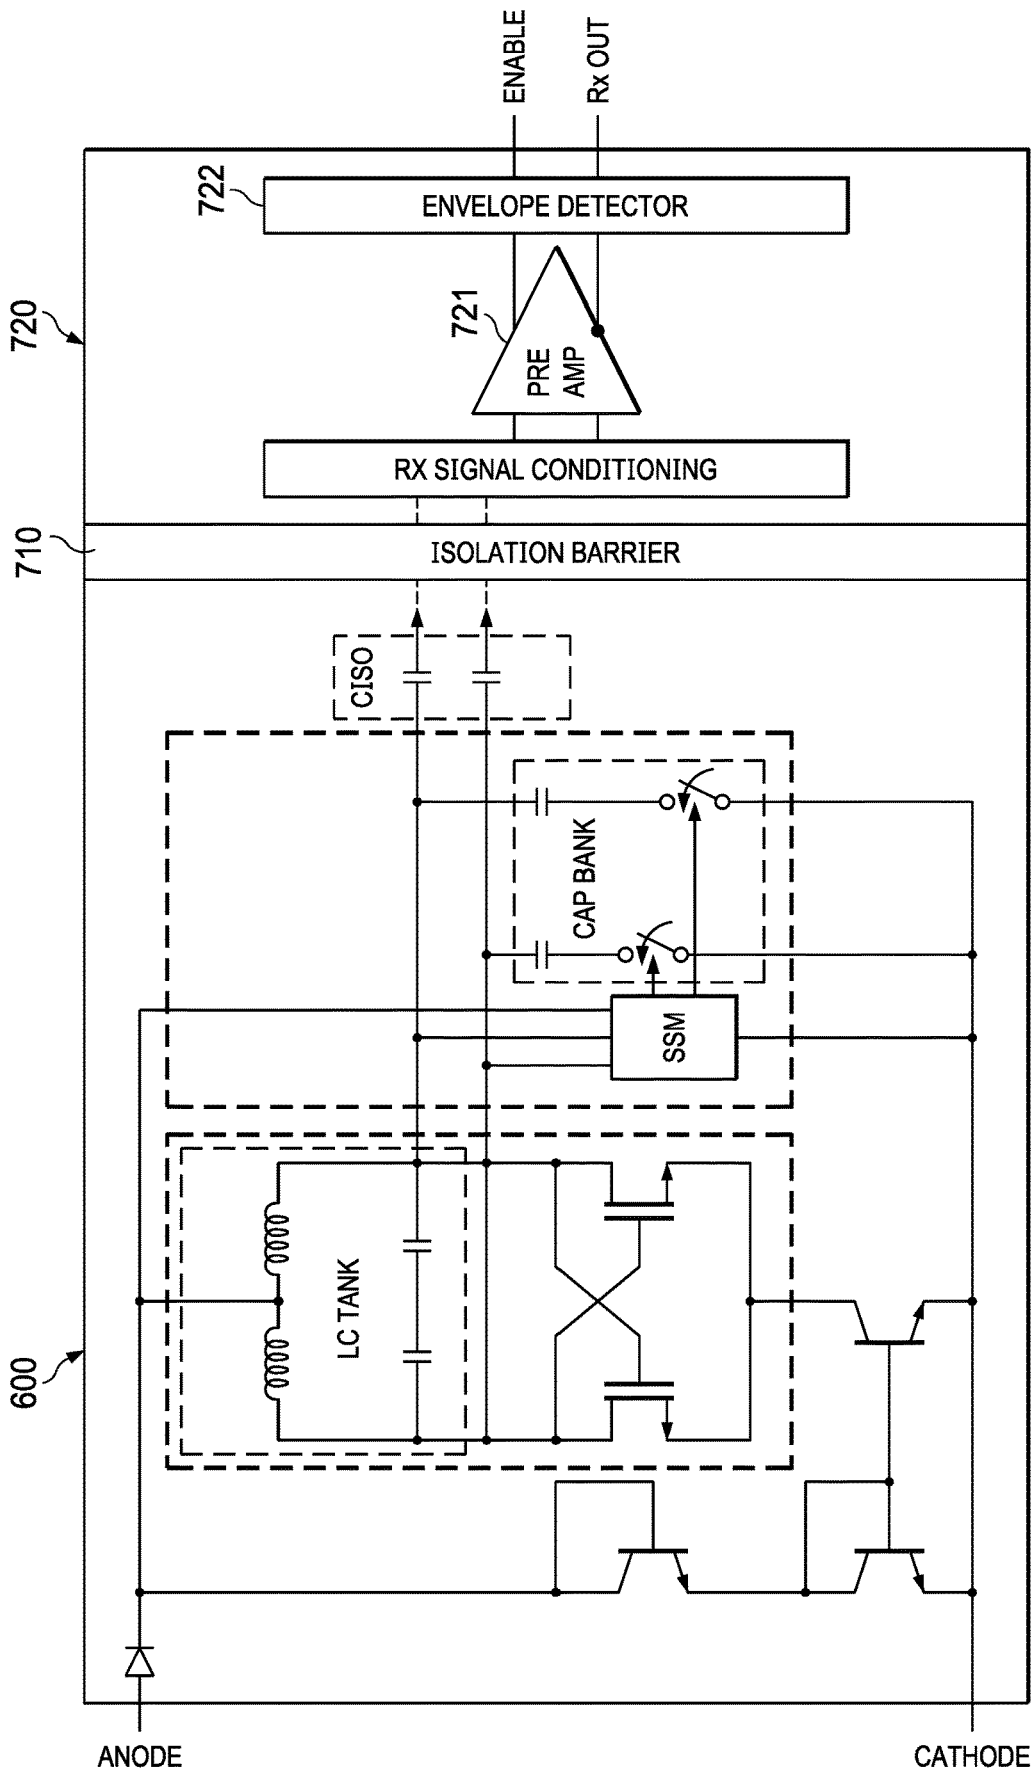 ENABLE
Rx OUT
722
ENVELOPE DETECTOR
720
721
PRE
AMP
RX SIGNAL CONDITIONING
710
ISOLATION BARRIER
CISO
CAP BANK
SSM
LC TANK
600
ANODE
CATHODE